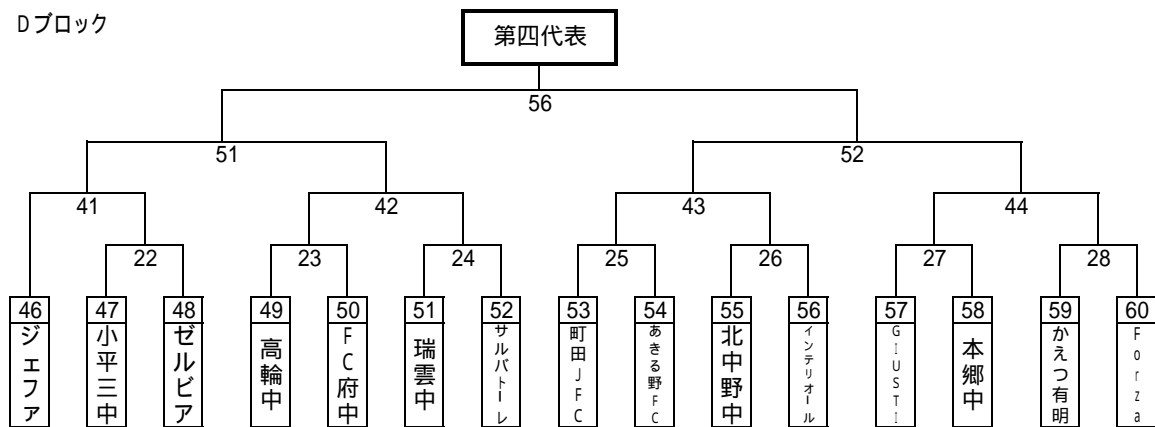 Dブロック
第四代表
56
51
52
41
42
43
44
22
23
24
25
26
27
28
46
47
48
49
50
51
52
53
54
55
56
57
58
59
60
ジェファ
小平三中
ゼルビア
高輪中
FC府中
瑞雲中
サルバトーレ
町田JFC
あきる野FC
北中野中
インテリオール
GIUSTI
本郷中
かえつ有明
Forza